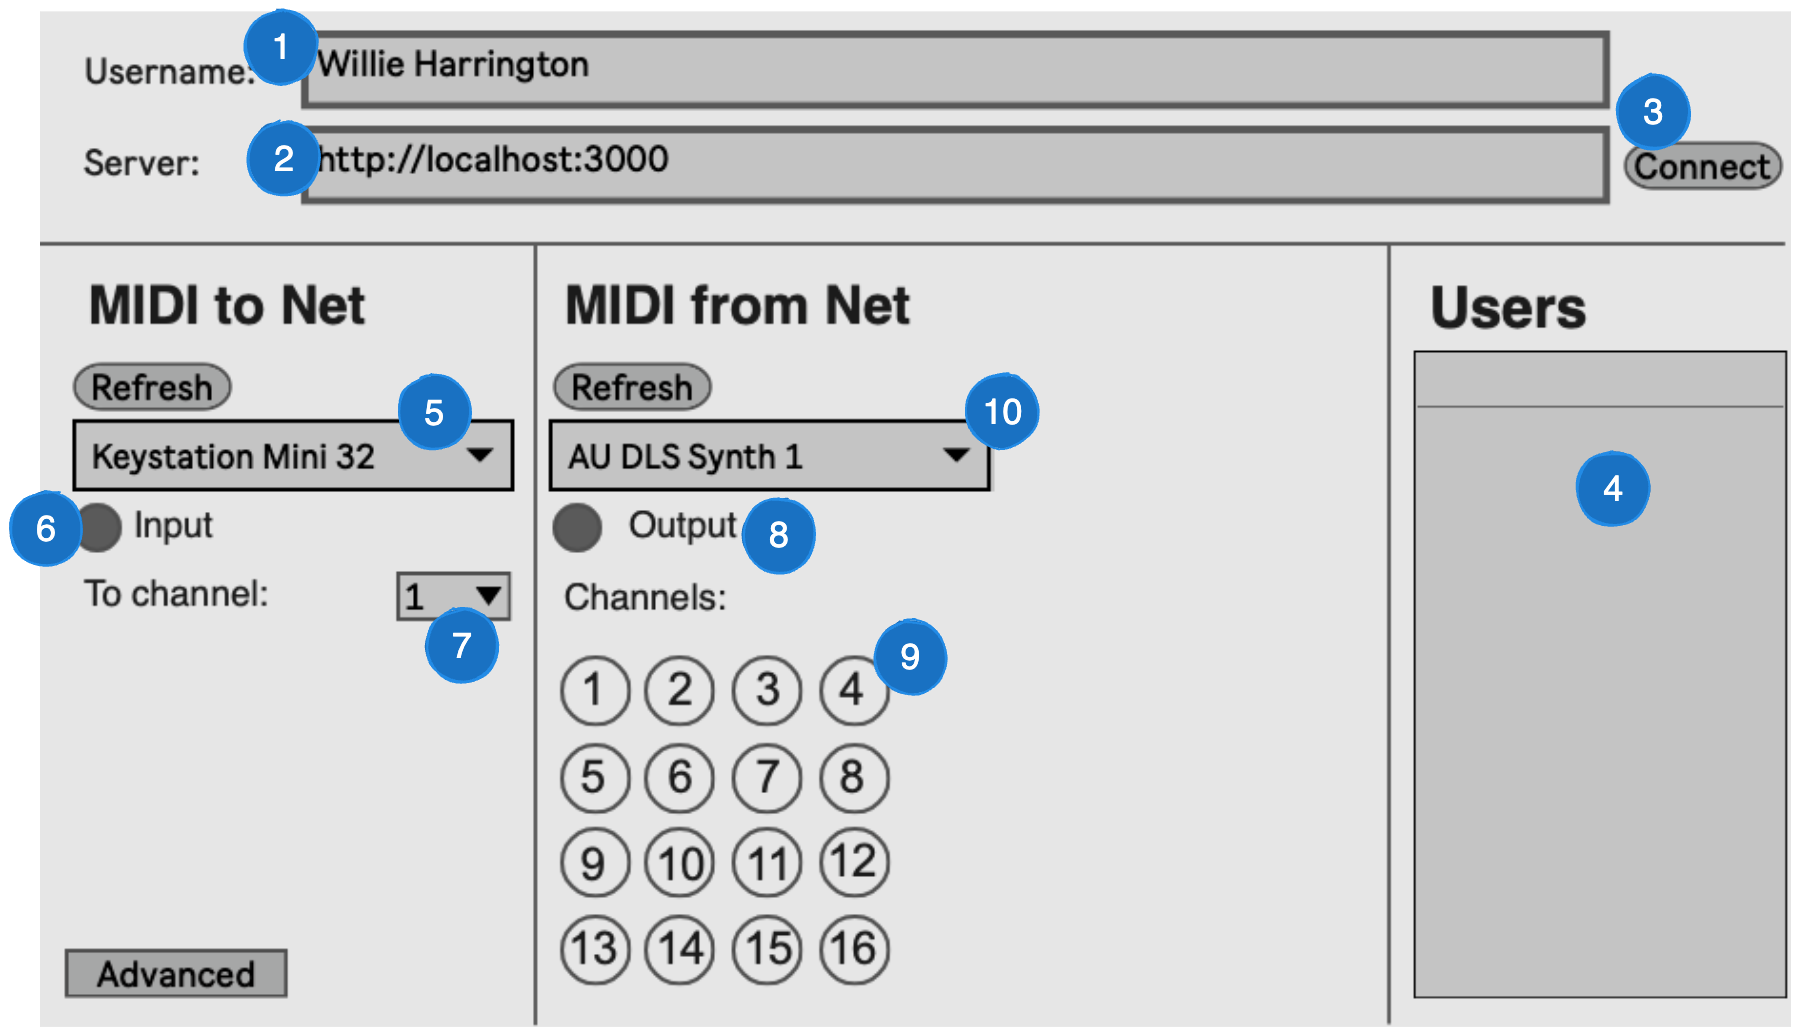 1
Username: Willie Harrington
3
Server: 2 http://localhost:3000 Connect
MIDI to Net
Refresh
5
Keystation Mini 32
6 Input
To channel: 1
7
Advanced
MIDI from Net
Refresh
10
AU DLS Synth 1
Output 8
Channels:
9
1 2 3 4
5 6 7 8
9 10 11 12
13 14 15 16
Users
4